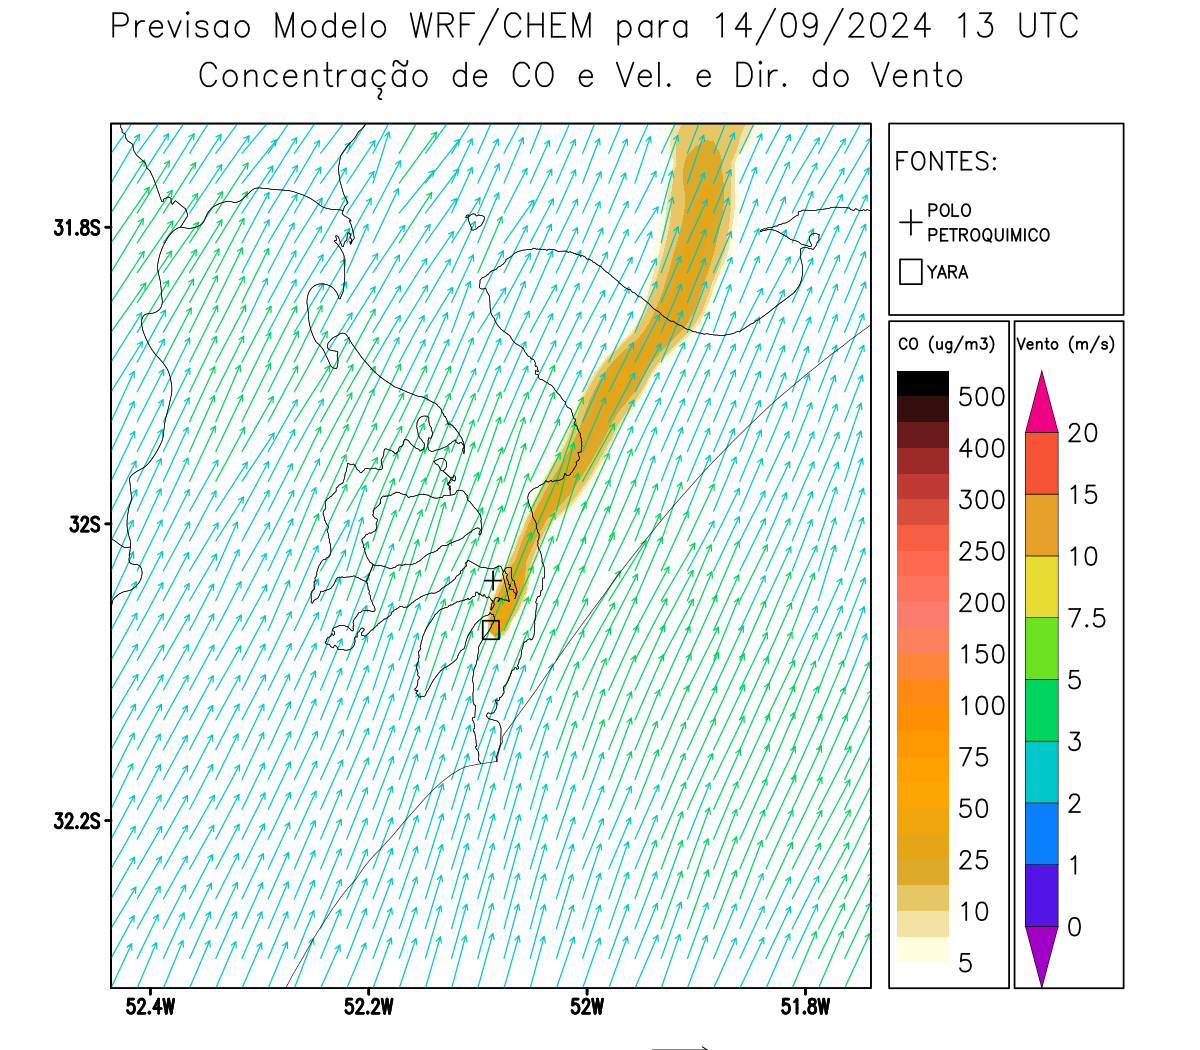 Previsao Modelo WRF/CHEM para 14/09/2024 13 UTC
Concentração de CO e Vel. e Dir. do Vento
FONTES:
POLO
PETROQUIMICO
YARA
CO (ug/m3)
500
400
300
250
200
150
100
75
50
25
10
5
Vento (m/s)
20
15
10
7.5
5
3
2
1
0
31.8S
32S
32.2S
52.4W
52.2W
52W
51.8W